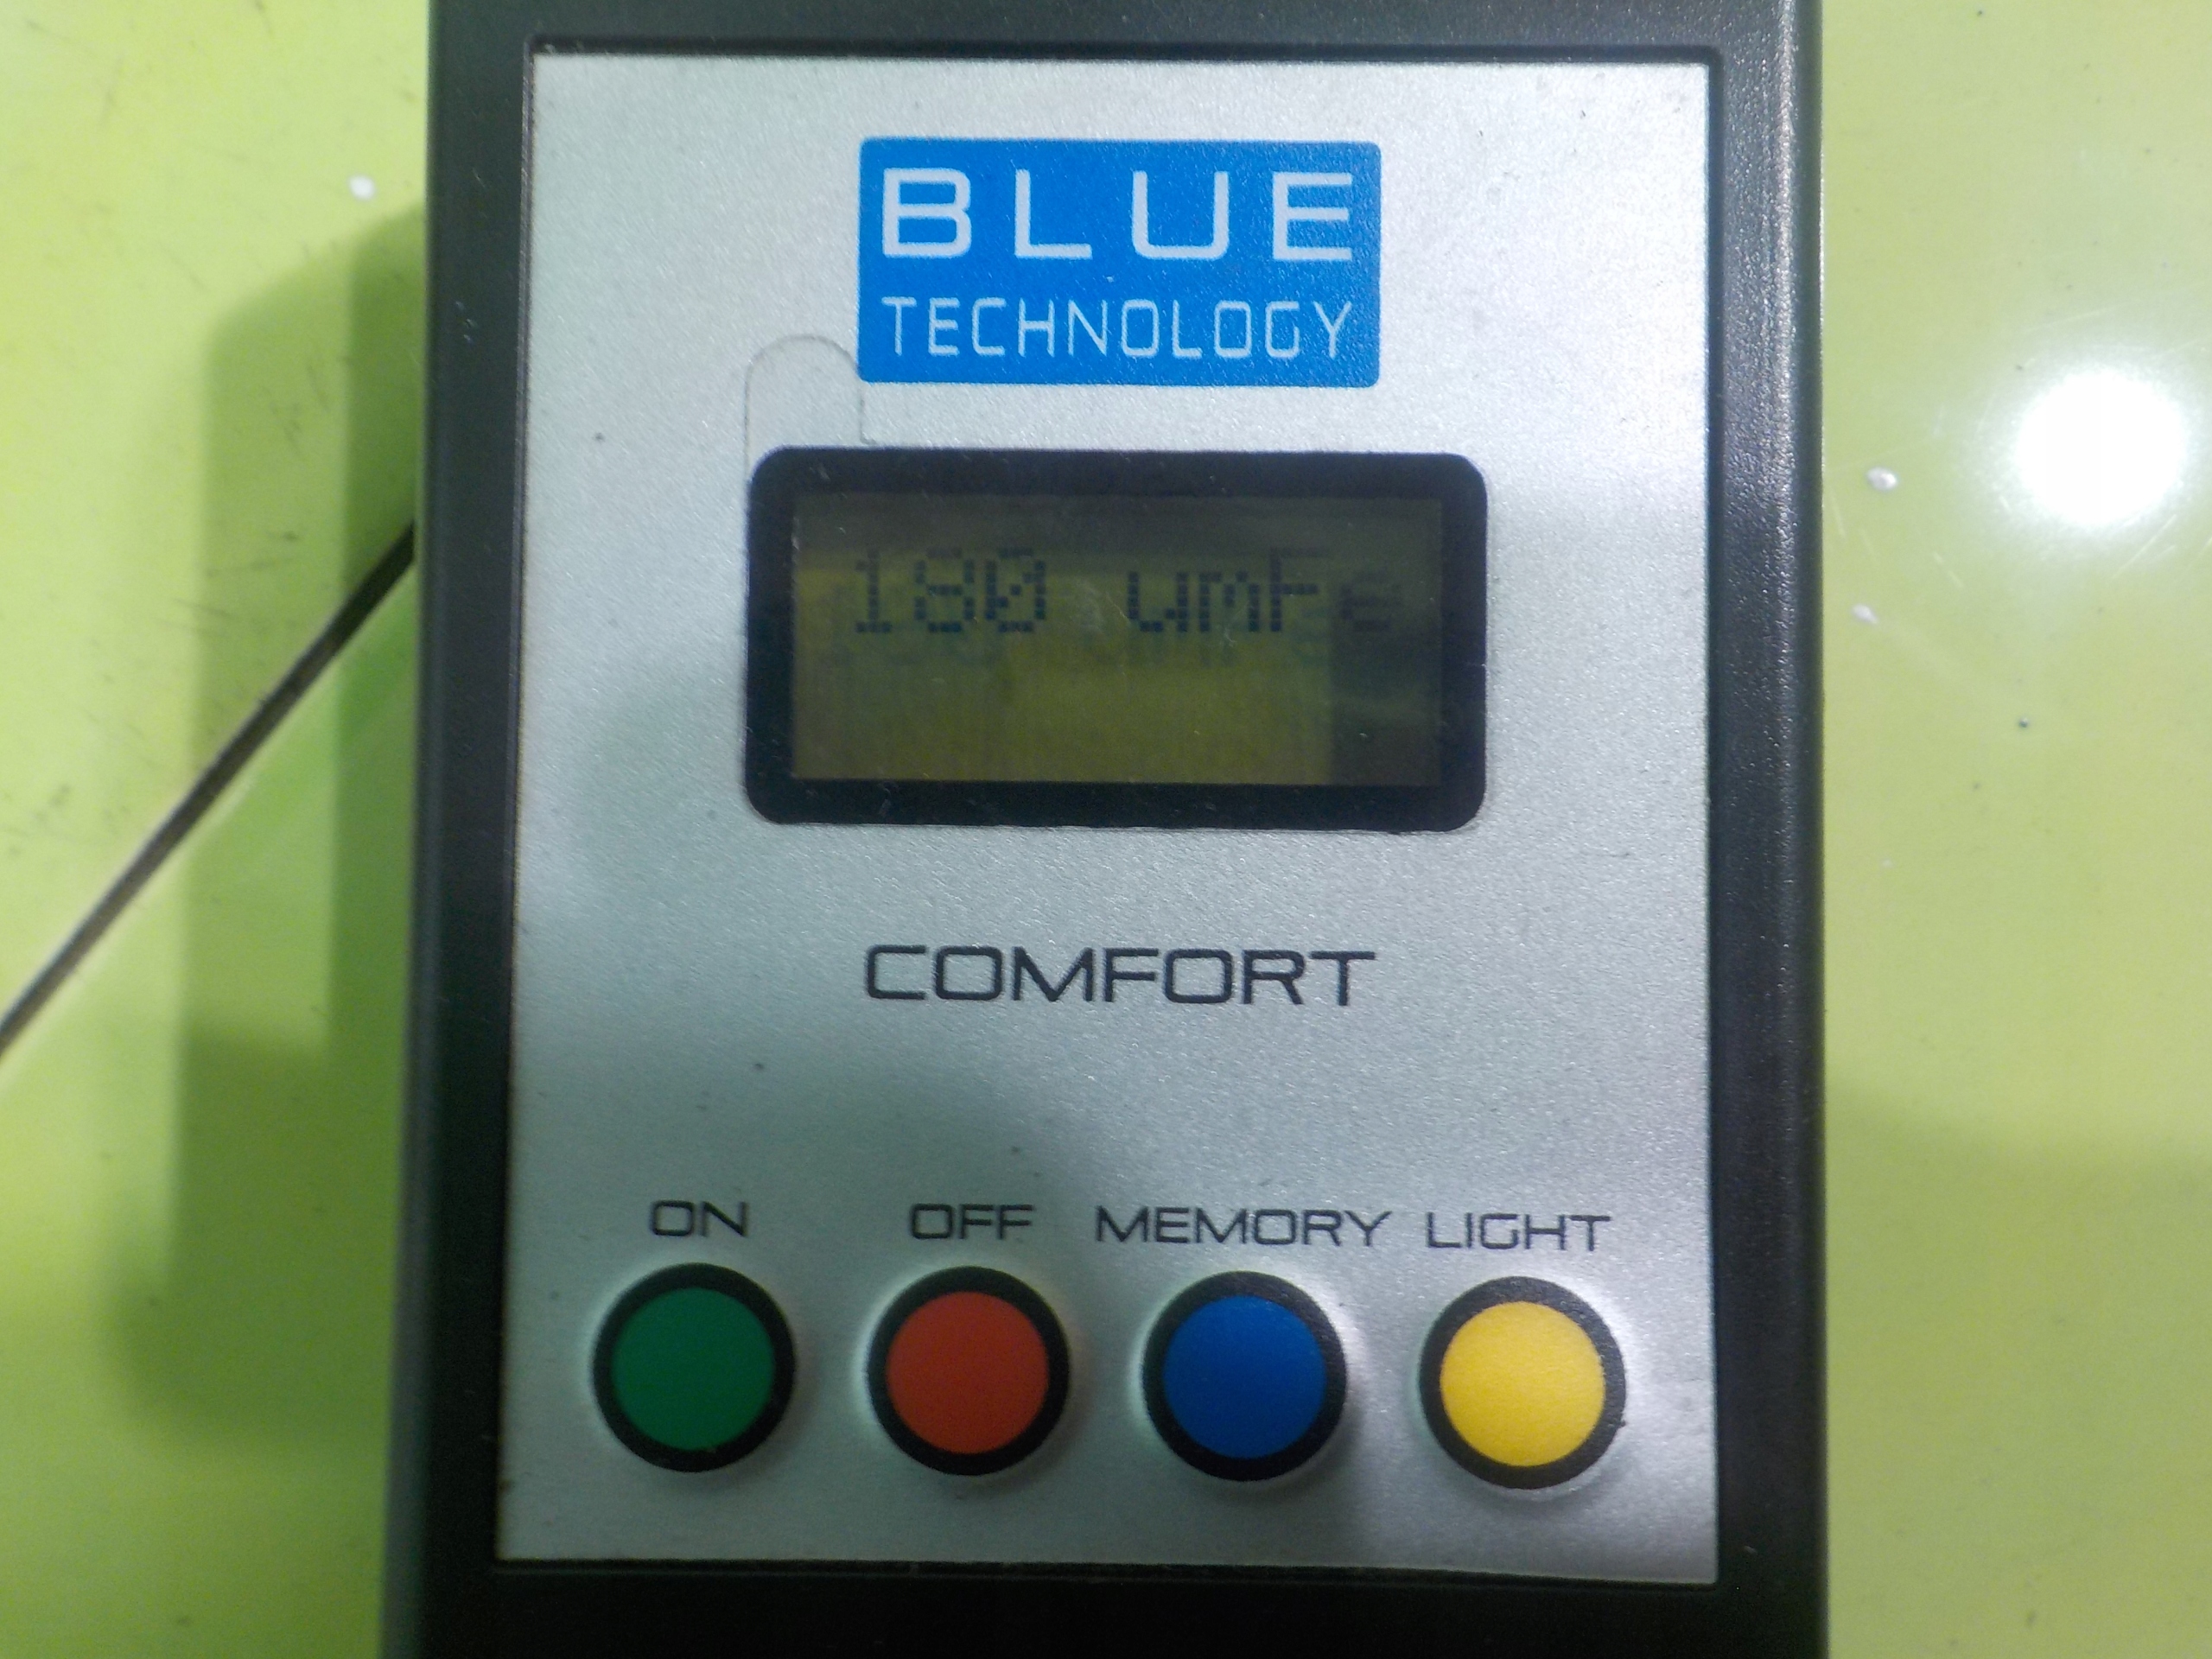 BLUE
TECHNOLOGY
180 umFe
COMFORT
ON OFF MEMORY LIGHT